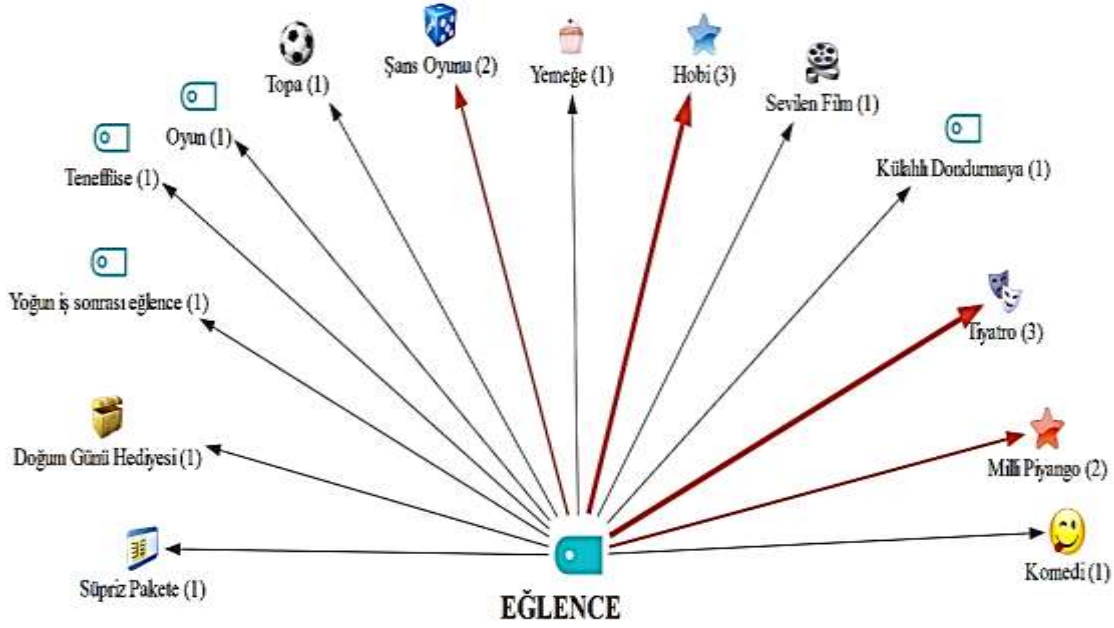 Şans Oyunu (2)
Yemeğe (1)
Hobi (3)
Topa (1)
Sevilen Film (1)
Oyun (1)
Teneffüse (1)
Külahlı Dondurmaya (1)
Yoğun iş sonrası eğlence (1)
Tiyatro (3)
Doğum Günü Hediyesi (1)
Milli Piyango (2)
Süpriz Pakete (1)
Komedi (1)
EĞLENCE